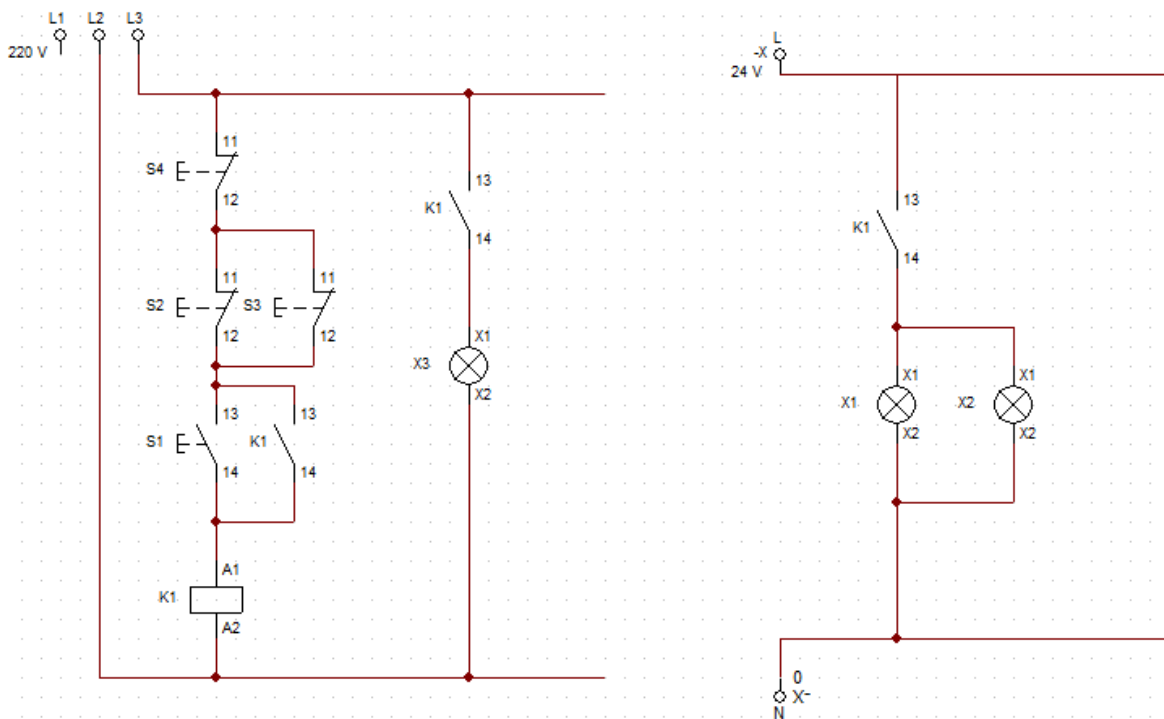 L1 L2 L3
220 V
11
S4
12
11 11
S2 S3
12 12
13 13
S1 K1
14 14
A1
K1
A2
13
K1
14
X1
X3
X2
L
-X
24 V
13
K1
14
X1 X1
X1 X2
X2 X2
0
X-
N